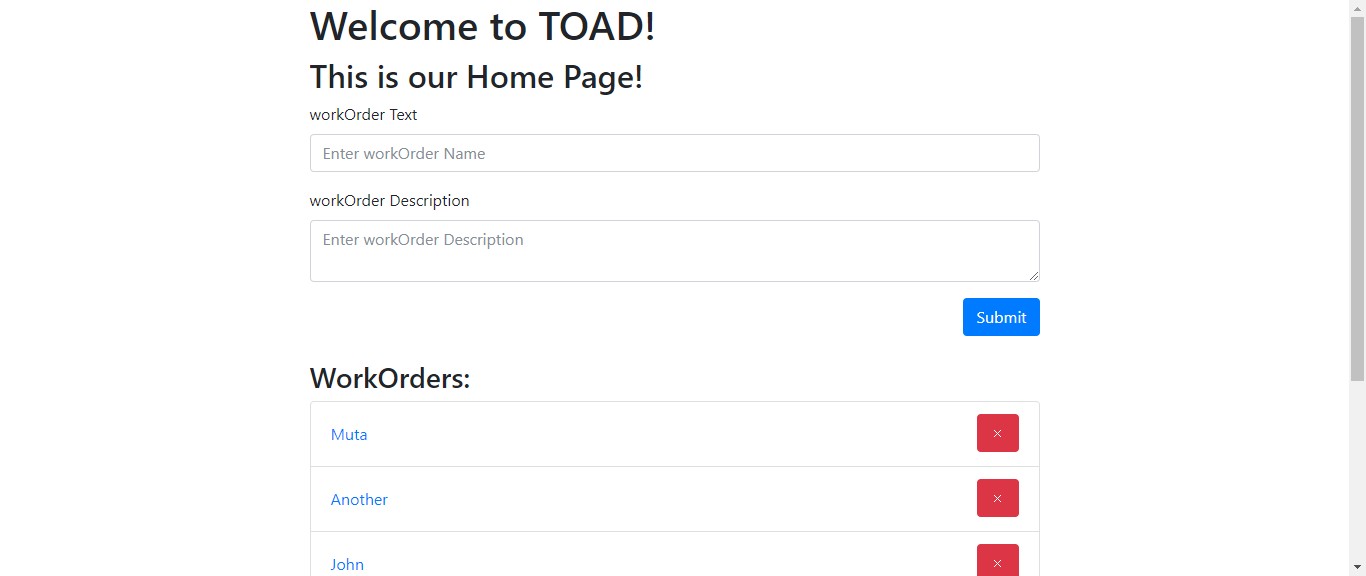 Welcome to TOAD!
This is our Home Page!
workOrder Text
Enter workOrder Name
workOrder Description
Enter workOrder Description
Submit
WorkOrders:
Muta ×
Another ×
John ×